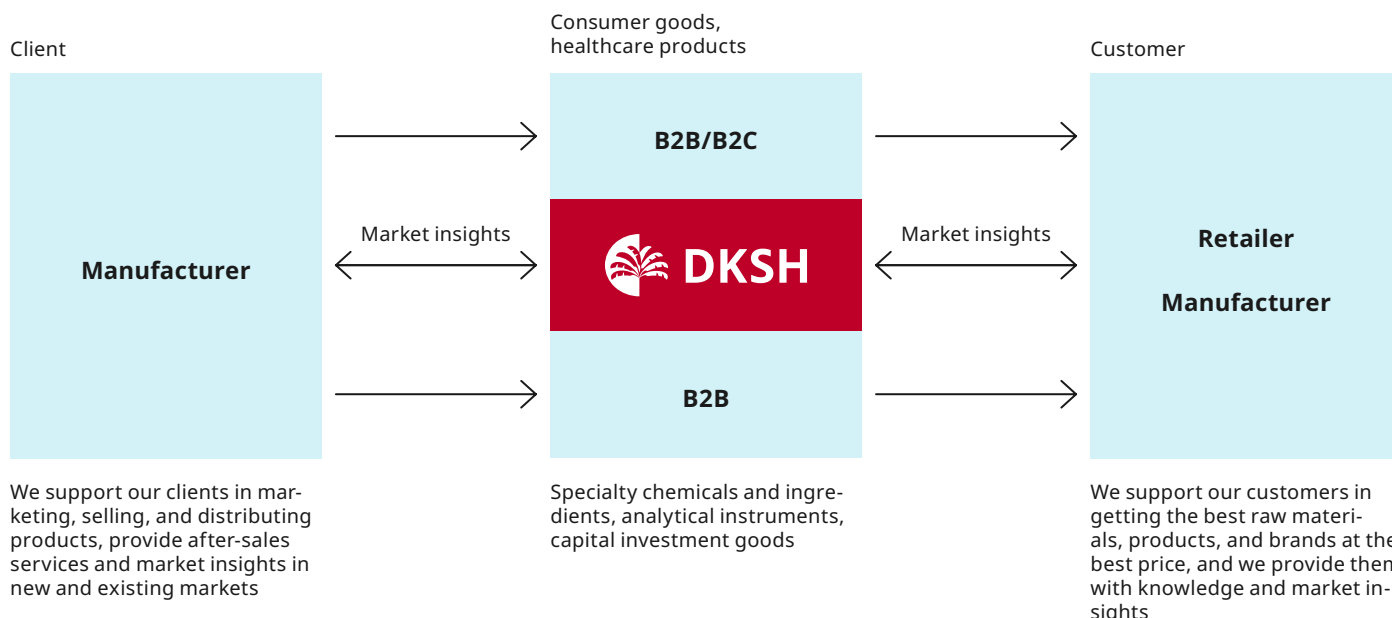 Client
Manufacturer
We support our clients in mar-
keting, selling, and distributing
products, provide after-sales
services and market insights in
new and existing markets
Market insights
Consumer goods,
healthcare products
B2B/B2C
DKSH
B2B
Specialty chemicals and ingre-
dients, analytical instruments,
capital investment goods
Market insights
Customer
Retailer
Manufacturer
We support our customers in
getting the best raw materi-
als, products, and brands at the
best price, and we provide them
with knowledge and market in-
sights